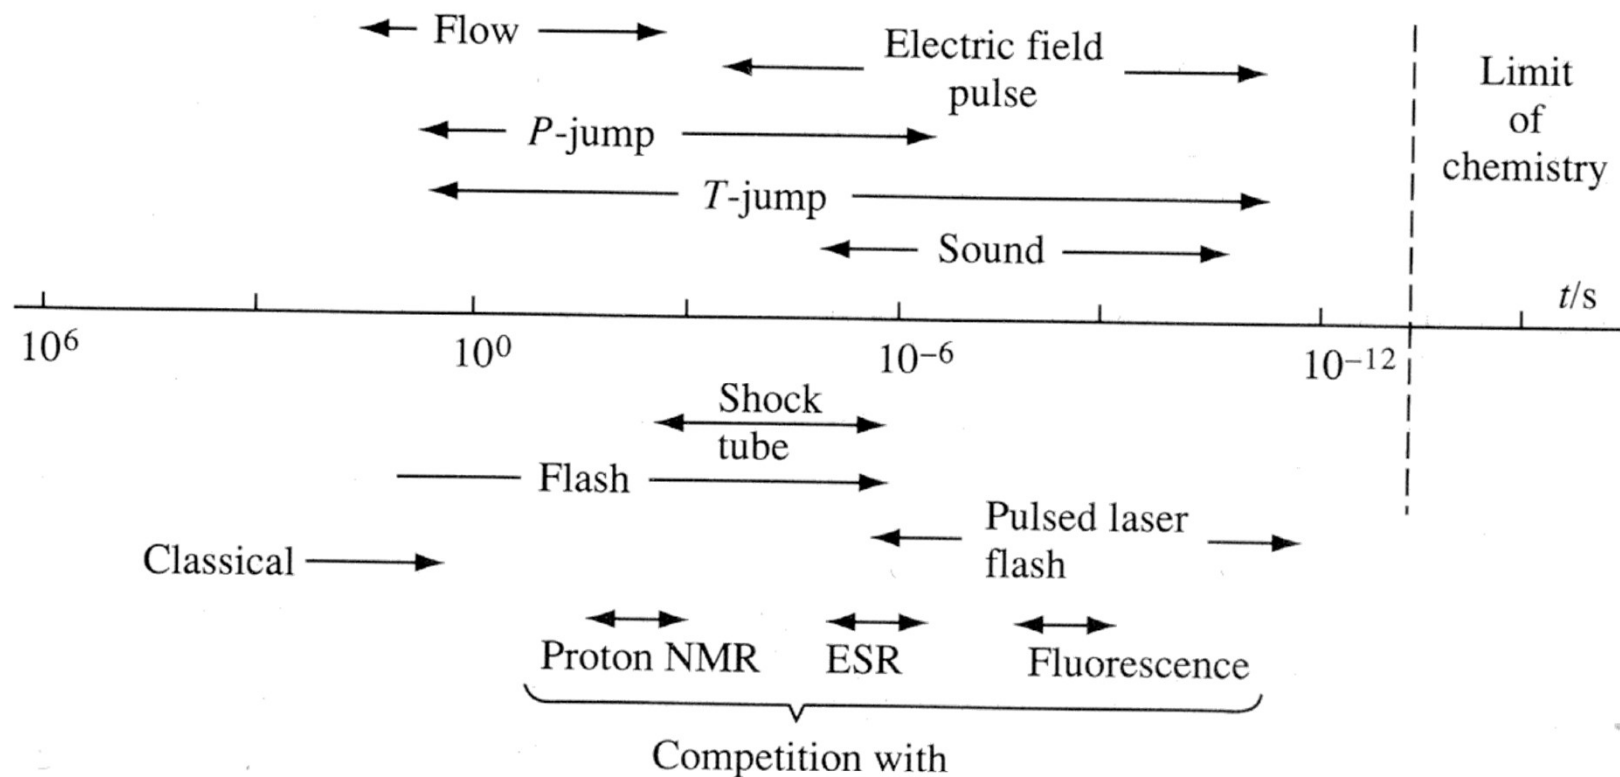 Flow
Electric field
pulse
Limit
of
chemistry
P-jump
T-jump
Sound
t/s
10⁶
10⁰
10⁻⁶
10⁻¹²
Shock
tube
Flash
Pulsed laser
flash
Classical
Proton NMR
ESR
Fluorescence
Competition with